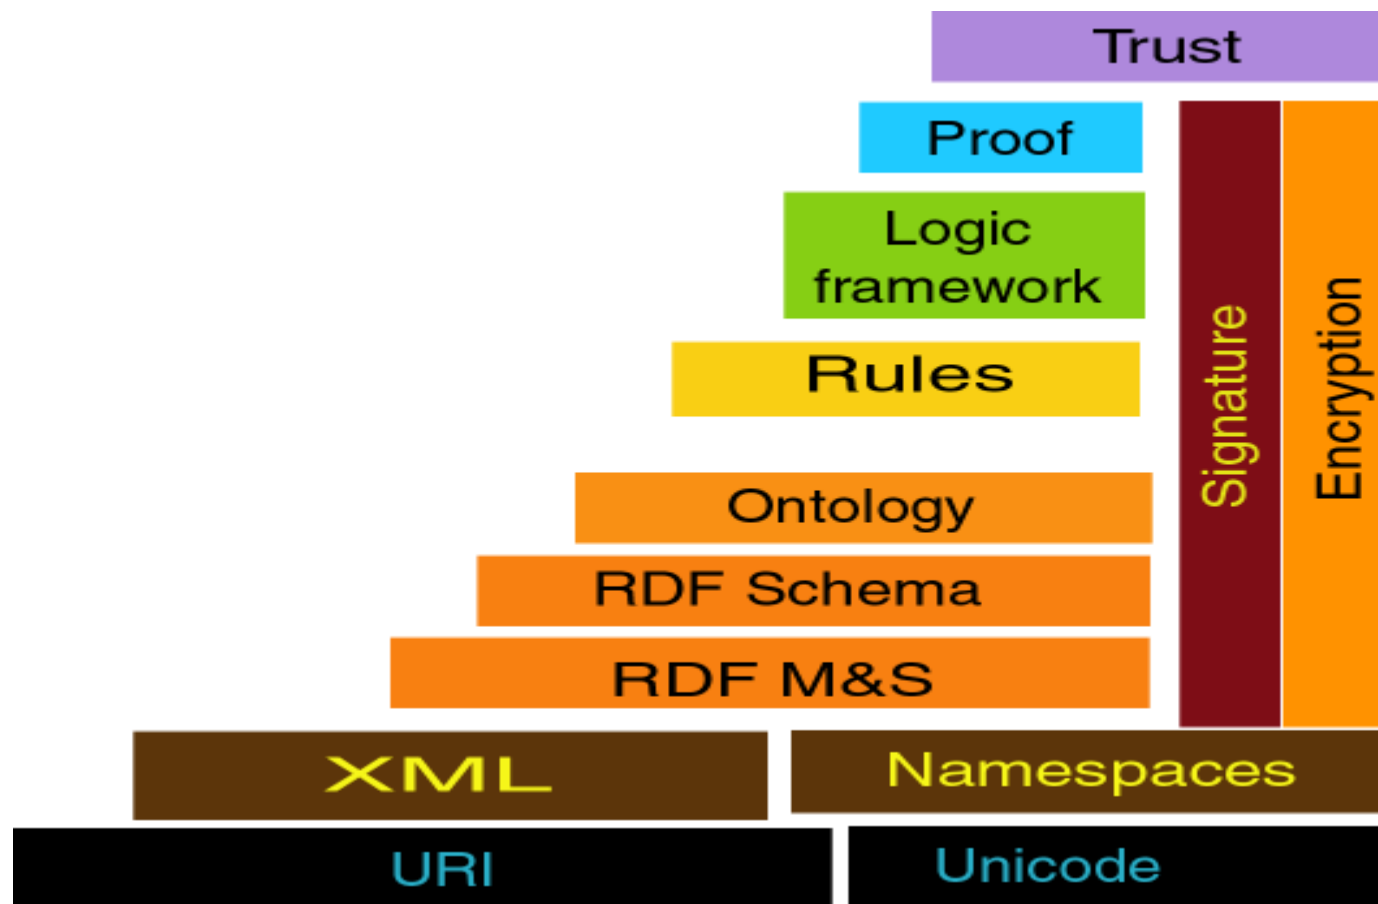 Trust
Proof
Logic
framework
Rules
Signature
Encryption
Ontology
RDF Schema
RDF M&S
XML
Namespaces
URI
Unicode